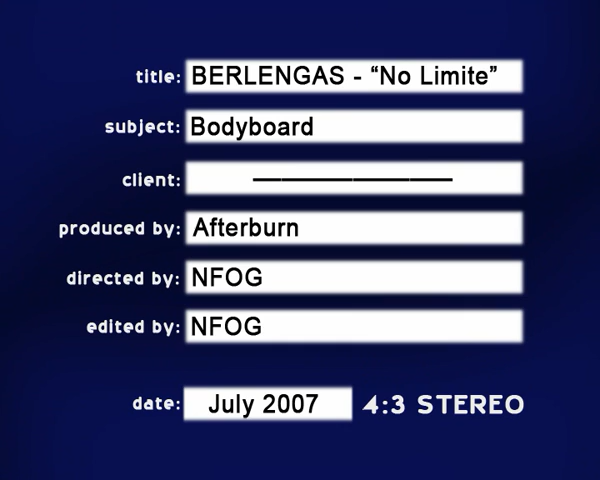 title: BERLENGAS - “No Limite”
subject: Bodyboard
client: ————————
produced by: Afterburn
directed by: NFOG
edited by: NFOG
date: July 2007 4:3 STEREO